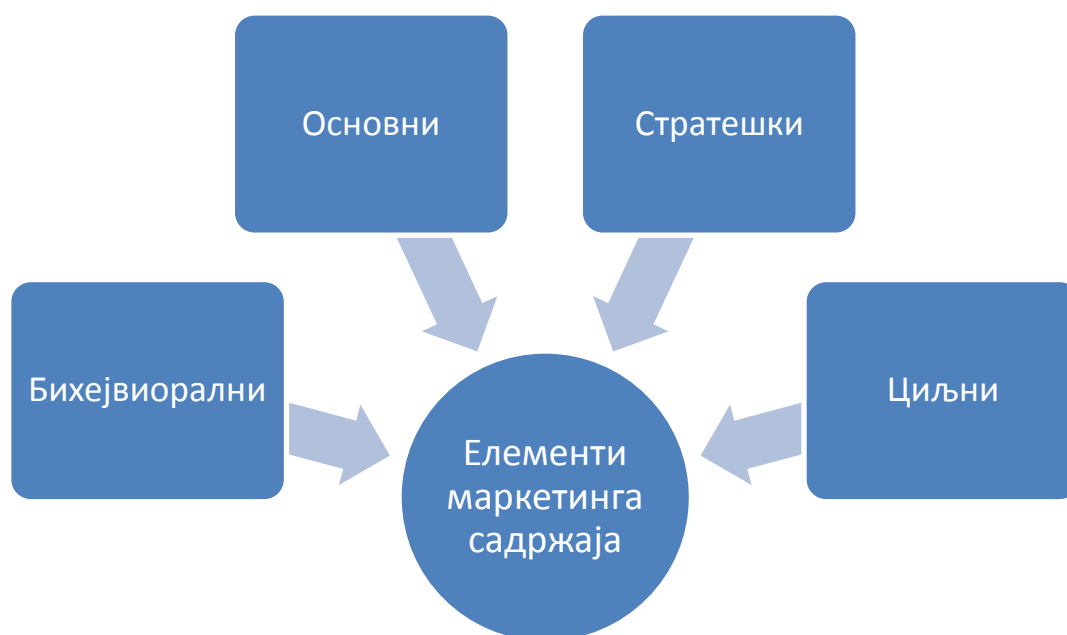 Основни
Стратешки
Бихејвиорални
Циљни
Елементи
маркетинга
садржаја